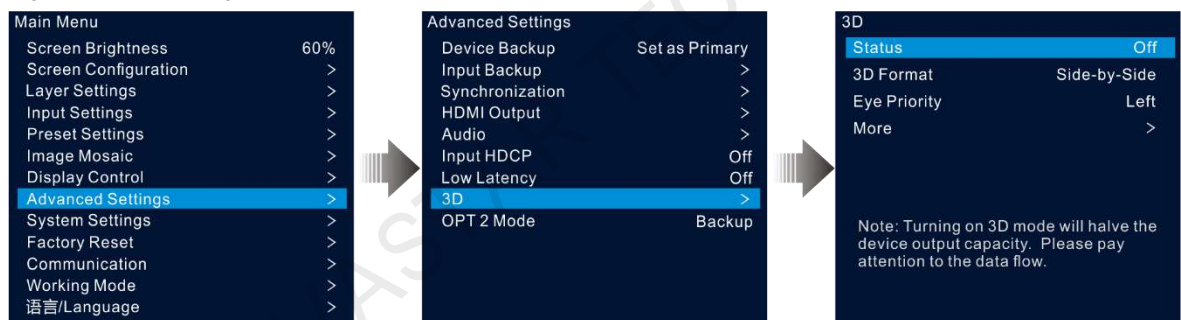 Main Menu
Screen Brightness 60%
Screen Configuration >
Layer Settings >
Input Settings >
Preset Settings >
Image Mosaic >
Display Control >
Advanced Settings >
System Settings >
Factory Reset >
Communication >
Working Mode >
语言/Language >
Advanced Settings
Device Backup Set as Primary
Input Backup >
Synchronization >
HDMI Output >
Audio >
Input HDCP Off
Low Latency Off
3D >
OPT 2 Mode Backup
3D
Status Off
3D Format Side-by-Side
Eye Priority Left
More >
Note: Turning on 3D mode will halve the
device output capacity. Please pay
attention to the data flow.